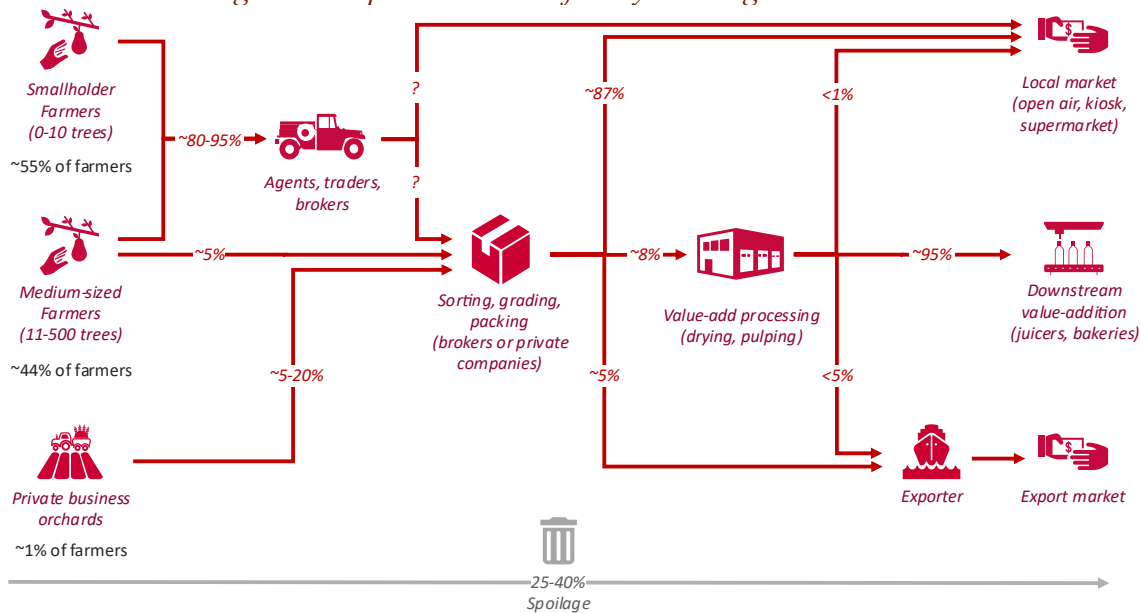 Smallholder
Farmers
(0-10 trees)
~55% of farmers
~80-95%
Agents, traders,
brokers
?
?
~87%
<1%
Local market
(open air, kiosk,
supermarket)
Medium-sized
Farmers
(11-500 trees)
~44% of farmers
~5%
Sorting, grading,
packing
(brokers or private
companies)
~8%
Value-add processing
(drying, pulping)
~95%
Downstream
value-addition
(juicers, bakeries)
~5-20%
~5%
<5%
Private business
orchards
~1% of farmers
Exporter
Export market
25-40%
Spoilage